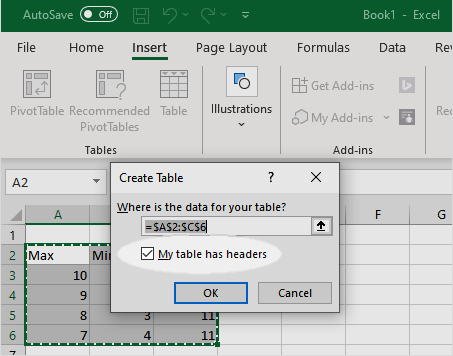 AutoSave Off Book1 - Excel
File Home Insert Page Layout Formulas Data Review
PivotTable Recommended PivotTables Table
Illustrations
Get Add-ins
My Add-ins
Tables Add-ins
A2
Create Table ? ×
Where is the data for your table?
=$A$2:$C$6
My table has headers
OK Cancel
A F G
1
2 Max
3 10
4 9
5 8 3 11
6 7 4 11